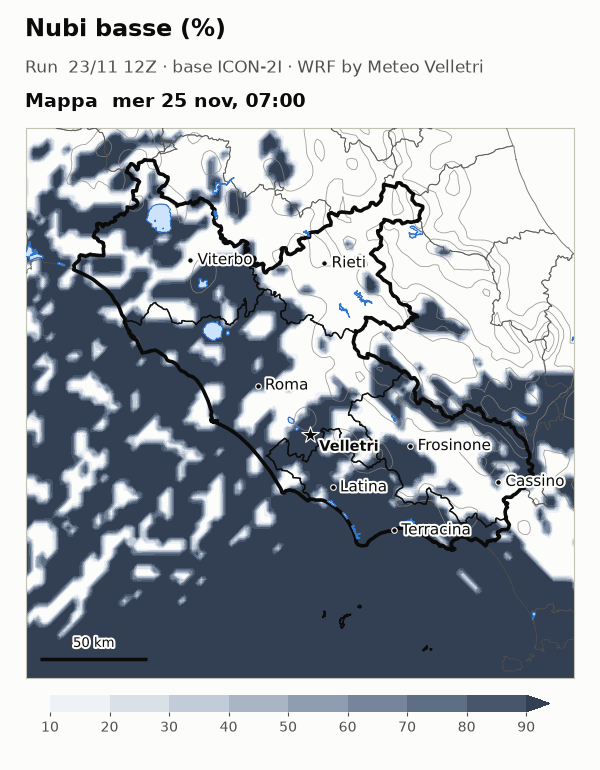 Nubi basse (%)
Run  23/11 12Z · base ICON-2I · WRF by Meteo Velletri
Mappa  mer 25 nov, 07:00
Viterbo
Rieti
Roma
Velletri
Frosinone
Cassino
Latina
Terracina
50 km
10 20 30 40 50 60 70 80 90